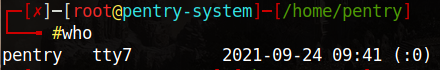 ┌─[✗]─[root@pentry-system]─[/home/pentry]
└──╼ #who
pentry   tty7         2021-09-24 09:41 (:0)